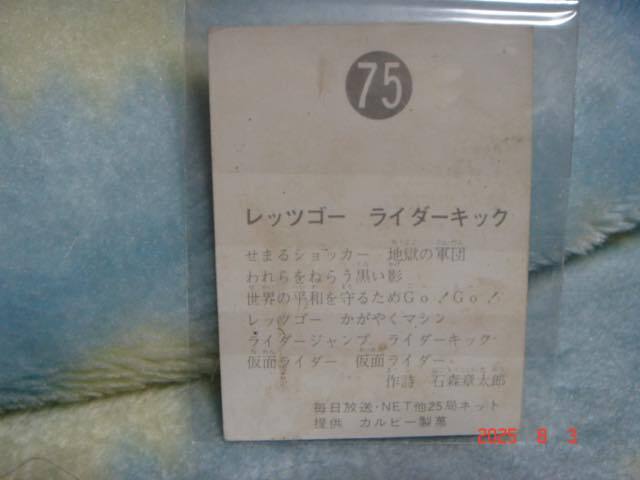 75
レッツゴー ライダーキック
せまるショッカー 地獄の軍団
われらをねらう黒い影
世界の平和を守るためGo!Go!
レッツゴー かがやくマシン
ライダージャンプ ライダーキック
仮面ライダー 仮面ライダー
作詩 石森章太郎
毎日放送・NET他25局ネット
提供 カルビー製菓
2025 8 3